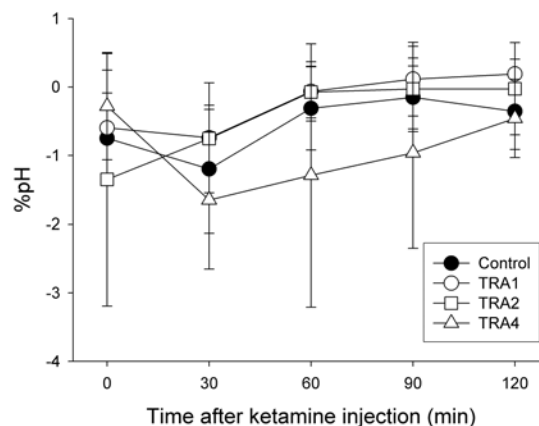 1
0
-1
-2
-3
-4
%pH
0 30 60 90 120
Time after ketamine injection (min)
Control
TRA1
TRA2
TRA4